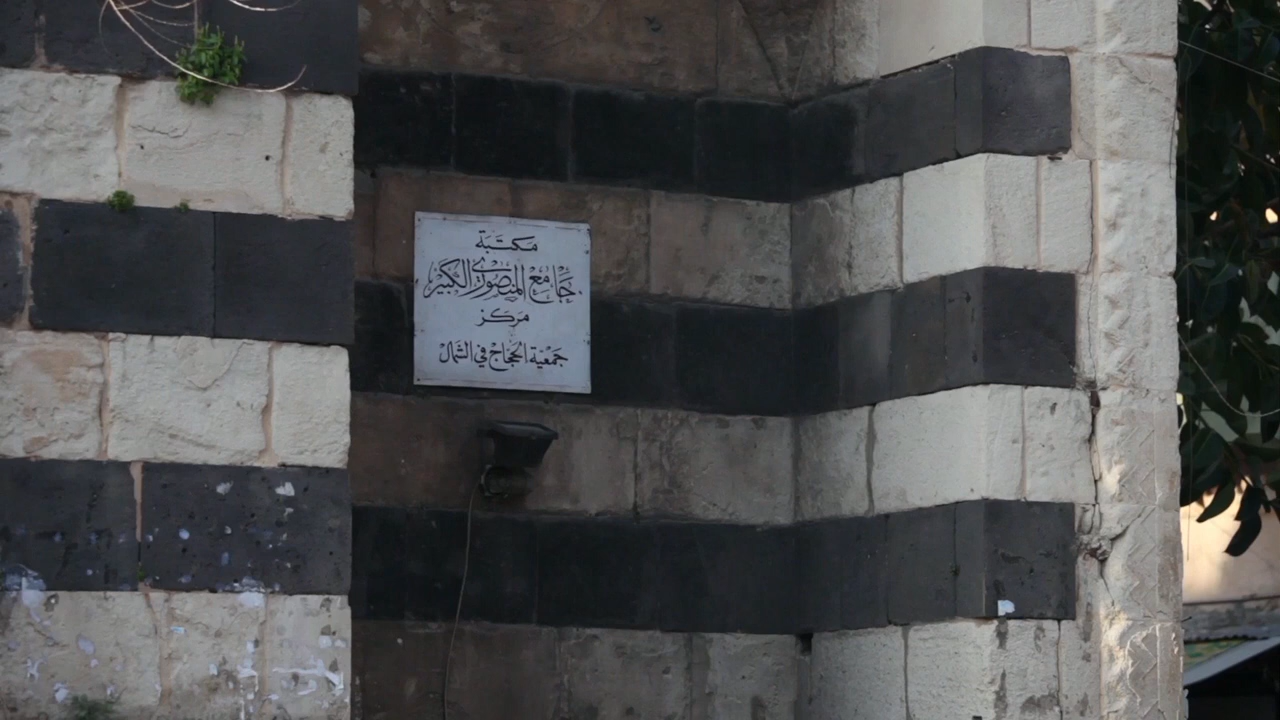 مكتبة
جامع المنصوري الكبير
مركز
جمعية الحجاج في الشمال